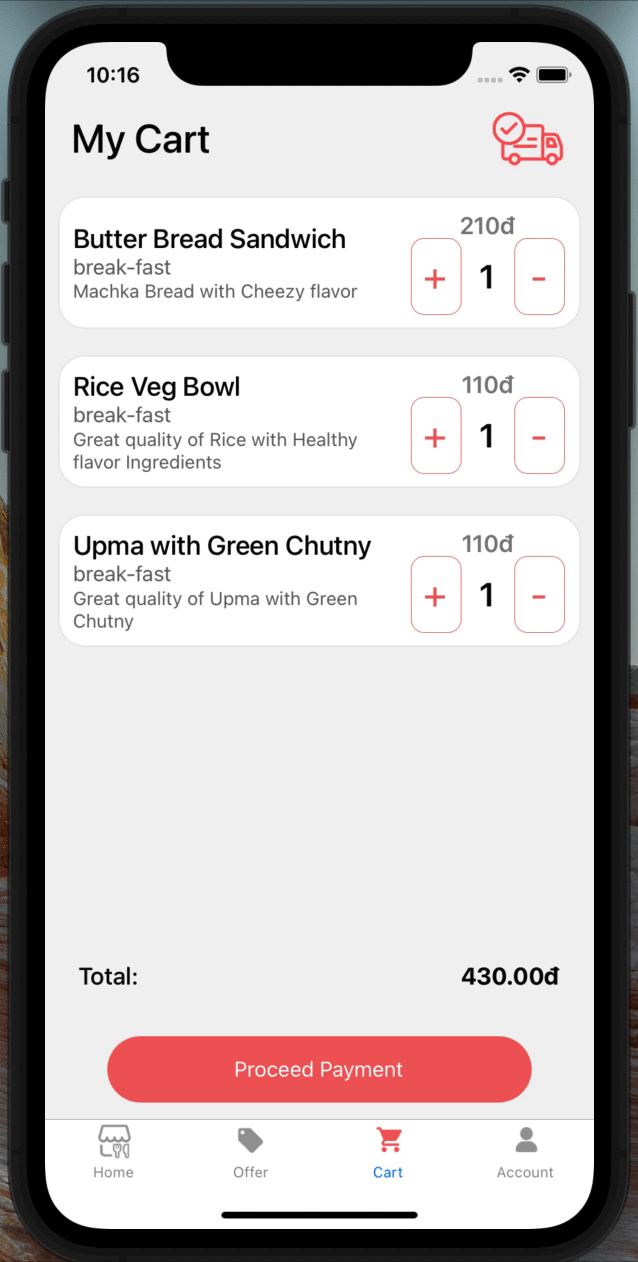 10:16
My Cart
210đ
Butter Bread Sandwich
break-fast
Machka Bread with Cheezy flavor
+ 1 -
110đ
Rice Veg Bowl
break-fast
Great quality of Rice with Healthy
flavor Ingredients
+ 1 -
110đ
Upma with Green Chutny
break-fast
Great quality of Upma with Green
Chutny
+ 1 -
Total: 430.00đ
Proceed Payment
Home Offer Cart Account